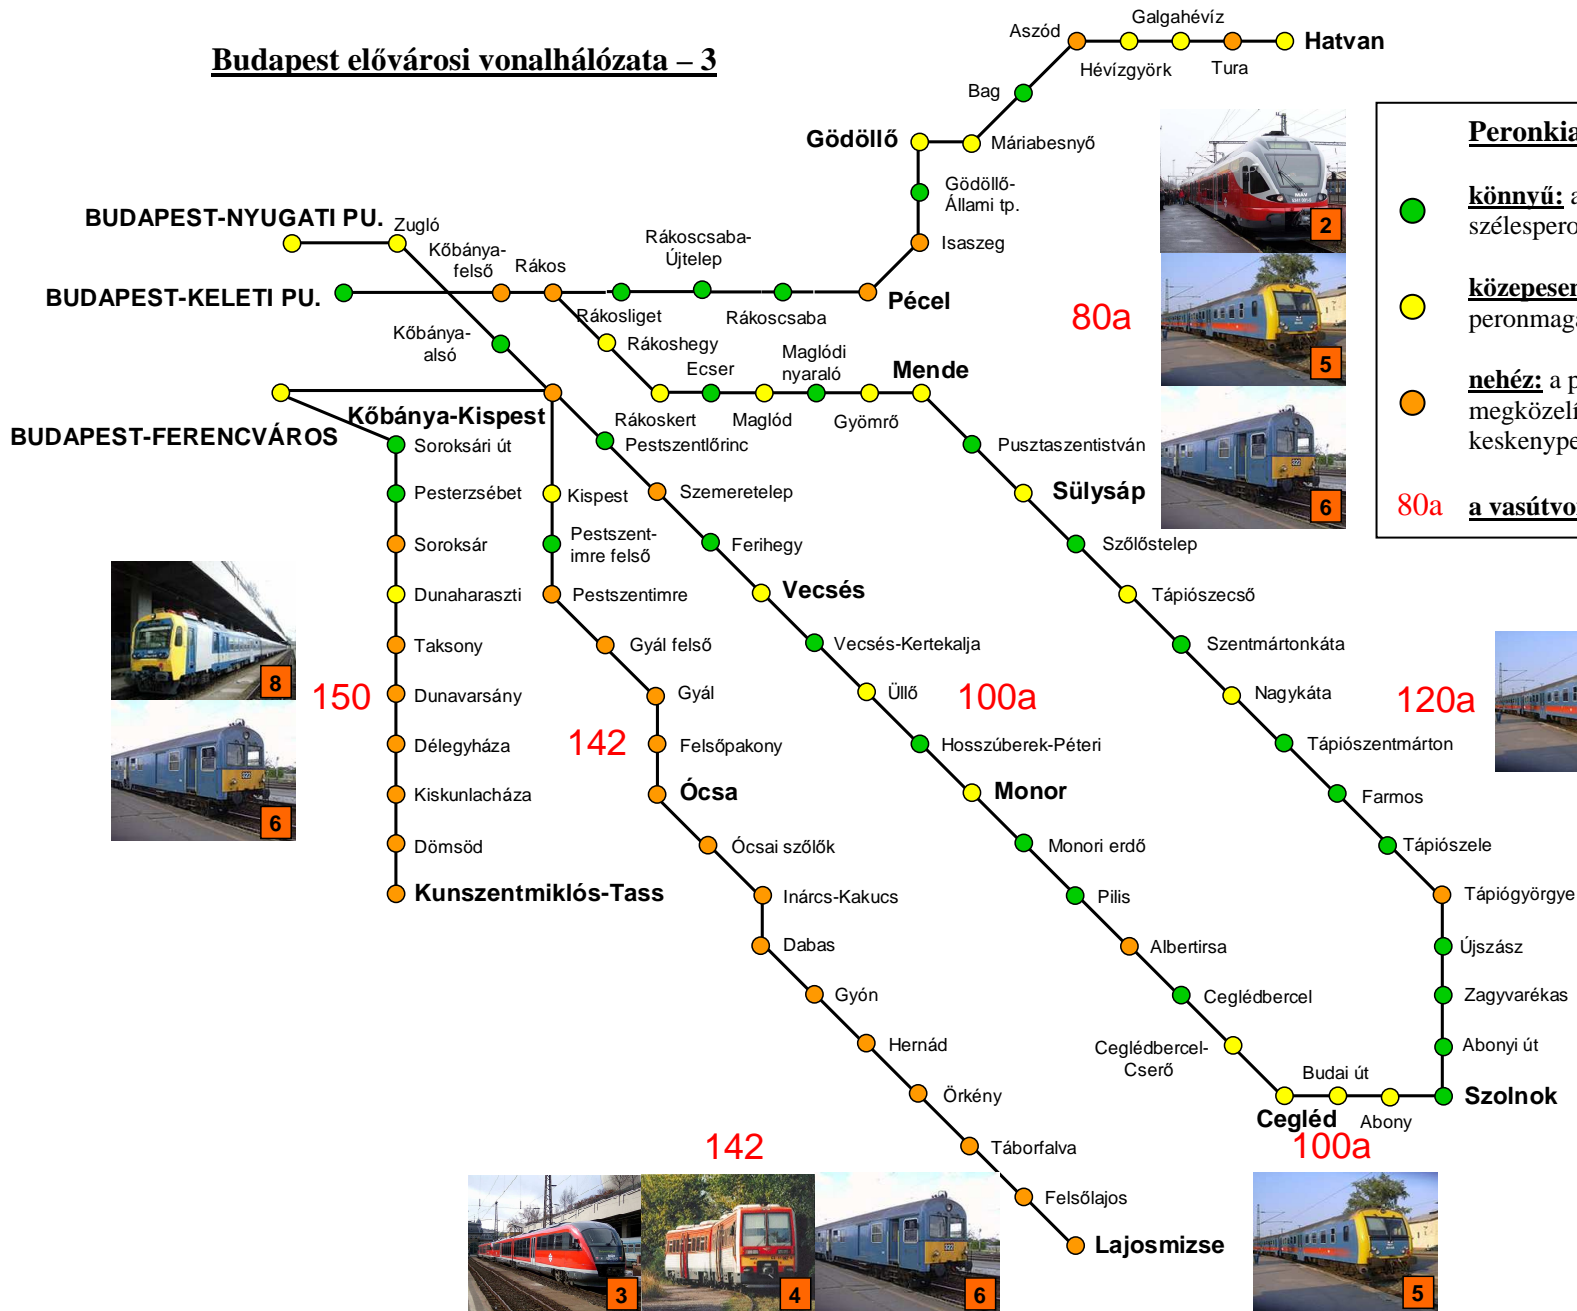 Budapest elővárosi vonalhálózata – 3
Aszód
Galgahévíz
Hatvan
Hévízgyörk
Tura
Bag
Gödöllő
Máriabesnyő
Gödöllő-
Állami tp.
Isaszeg
BUDAPEST-NYUGATI PU.
Zugló
Kőbánya-
felső
Rákos
Rákoscsaba-
Újtelep
BUDAPEST-KELETI PU.
Pécel
Rákosliget
Rákoscsaba
Kőbánya-
alsó
Rákoshegy
Ecser
Maglódi
nyaraló
Mende
Kőbánya-Kispest
Rákoskert
Maglód
Gyömrő
BUDAPEST-FERENCVÁROS
Soroksári út
Pesterzsébet
Soroksár
Dunaharaszti
Taksony
Dunavarsány
Délegyháza
Kiskunlacháza
Dömsöd
Kunszentmiklós-Tass
Kispest
Pestszent-
imre felső
Pestszentimre
Gyál felső
Gyál
Felsőpakony
Ócsa
Ócsai szőlők
Inárcs-Kakucs
Dabas
Gyón
Hernád
Örkény
Táborfalva
Felsőlajos
Lajosmizse
Pestszentlőrinc
Szemeretelep
Ferihegy
Vecsés
Vecsés-Kertekalja
Üllő
Hosszúberek-Péteri
Monor
Monori erdő
Pilis
Albertirsa
Ceglédbercel
Ceglédbercel-
Cserő
Cegléd
Budai út
Abony
Szolnok
Pusztaszentistván
Sülysáp
Szőlőstelep
Tápiószecső
Szentmártonkáta
Nagykáta
Tápiószentmárton
Farmos
Tápiószele
Tápiógyörgye
Újszász
Zagyvarékas
Abonyi út
80a
2
5
6
150
8
6
142
100a
120a
142
3
4
6
100a
5
Peronkia
könnyű: a
szélespero
közepesen
peronmaga
nehéz: a p
megközelí
keskenype
80a a vasútvo